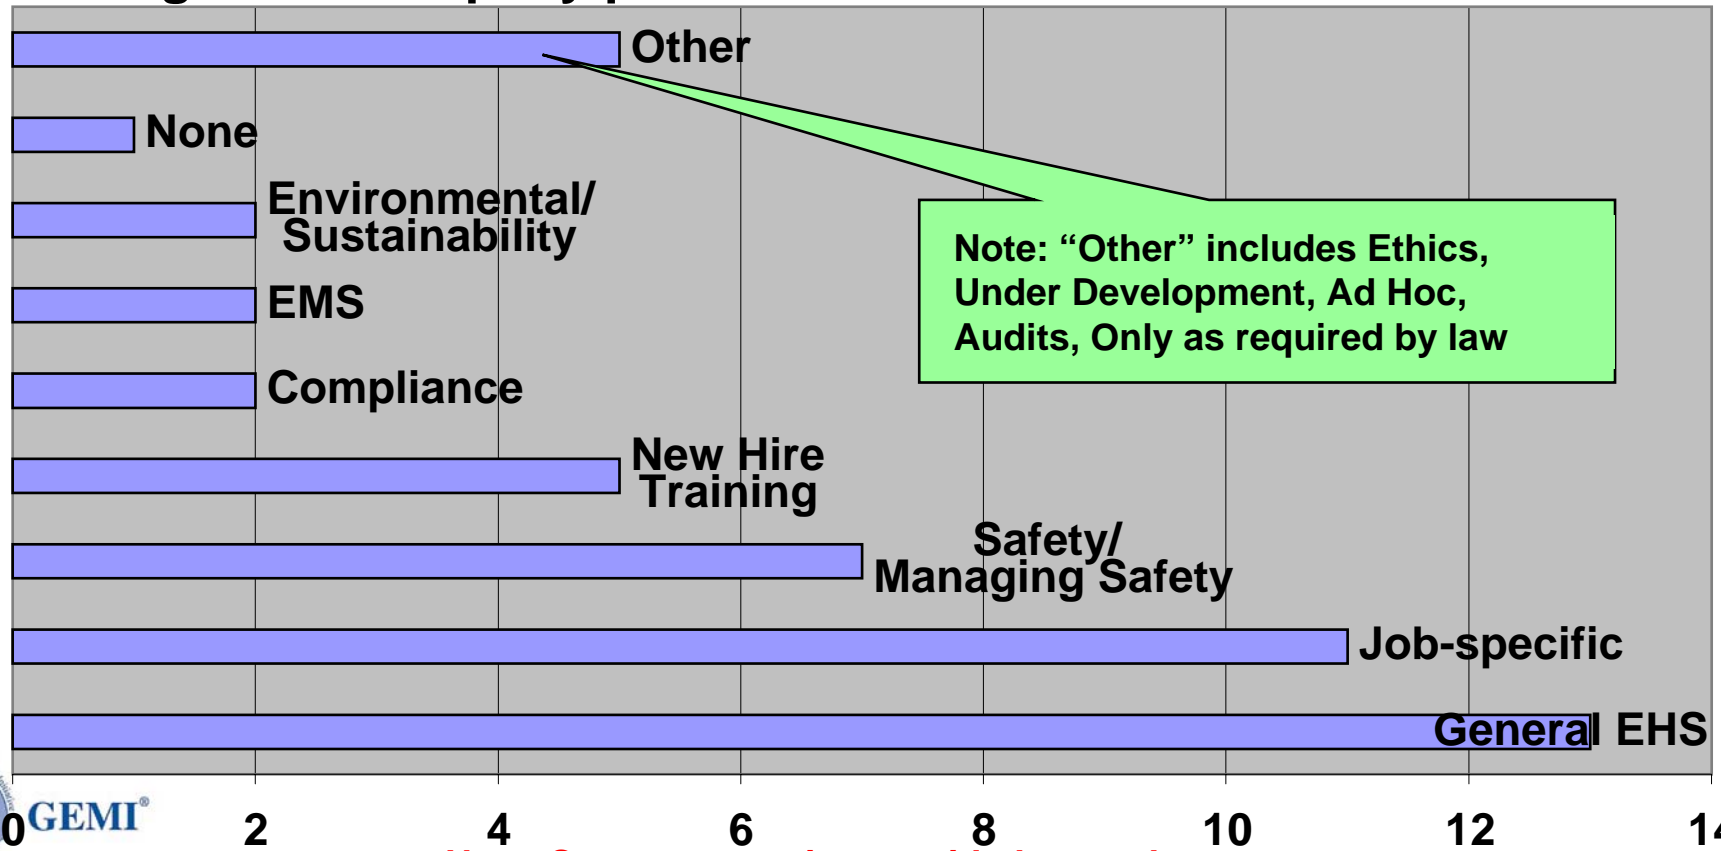 Other
None
Environmental/
Sustainability
Note: “Other” includes Ethics,
Under Development, Ad Hoc,
Audits, Only as required by law
EMS
Compliance
New Hire
Training
Safety/
Managing Safety
Job-specific
General EHS
GEMI®
0 2 4 6 8 10 12 14